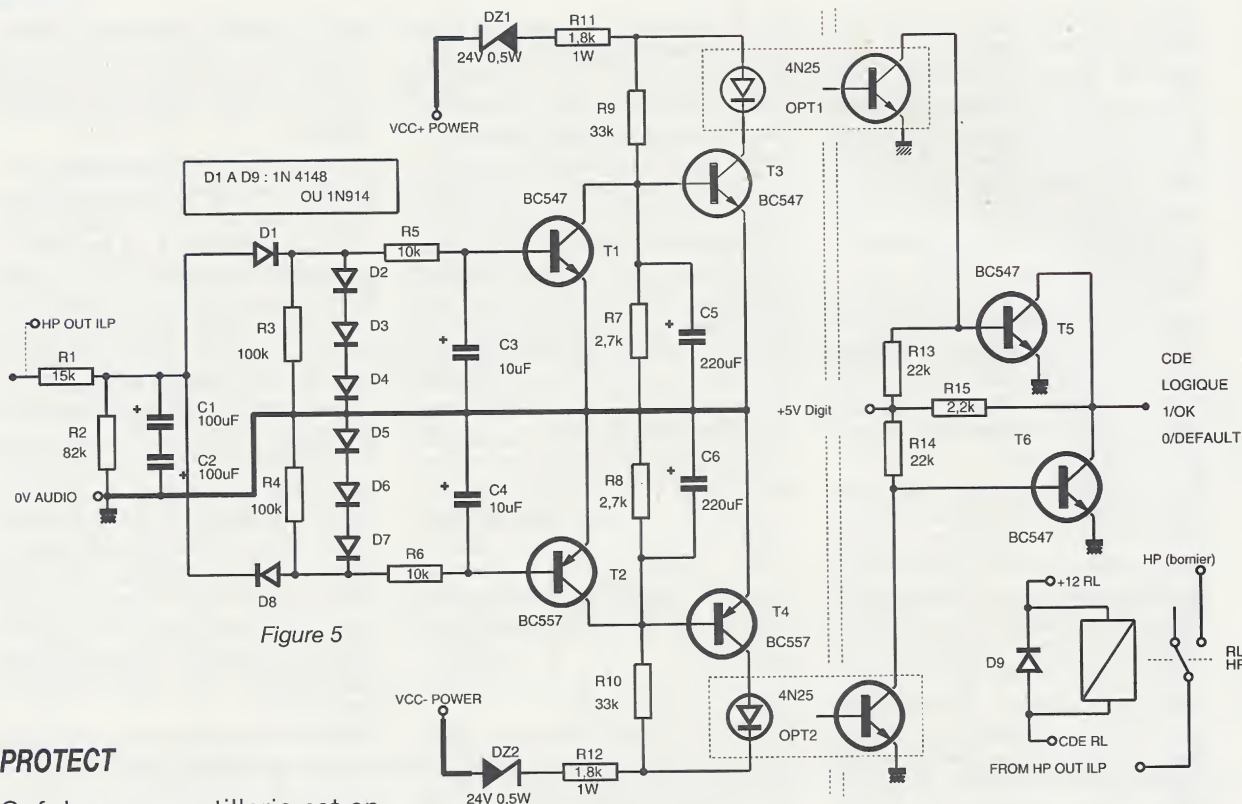 DZ1
24V 0,5W
R11
1,8k
1W
VCC+ POWER
R9
33k
4N25
OPT1
T3
BC547
D1 A D9 : 1N 4148
OU 1N914
BC547
T1
D1
R5
10k
D2
D3
D4
D5
D6
D7
R3
100k
R4
100k
HP OUT ILP
R1
15k
R2
82k
+
C1
100uF
C2
100uF
+
0V AUDIO
+
C3
10uF
+
C4
10uF
R7
2,7k
+
C5
220uF
R8
2,7k
+
C6
220uF
D8
R6
10k
T2
BC557
T4
BC557
Figure 5
R10
33k
VCC- POWER
DZ2
24V 0.5W
R12
1,8k
1W
4N25
OPT2
BC547
T5
R13
22k
+5V Digit
R15
2,2k
R14
22k
T6
BC547
CDE
LOGIQUE
1/OK
0/DEFAULT
HP (bornier)
+12 RL
D9
RL
HP
CDE RL
FROM HP OUT ILP
PROTECT